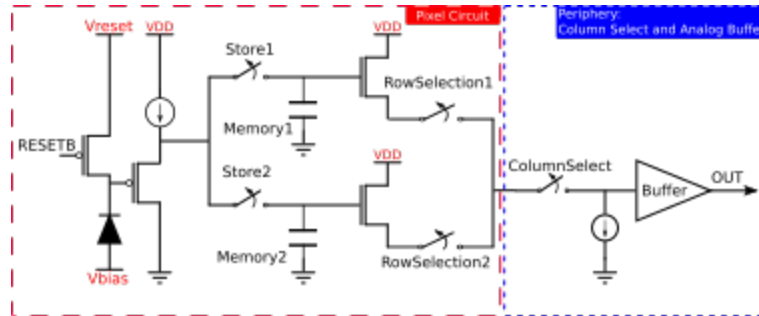 Pixel Circuit
Periphery:
Column Select and Analog Buffe
Vreset
VDD
VDD
Store1
RowSelection1
Memory1
RESETB
Store2
VDD
ColumnSelect
OUT
Buffer
Memory2
RowSelection2
Vbias